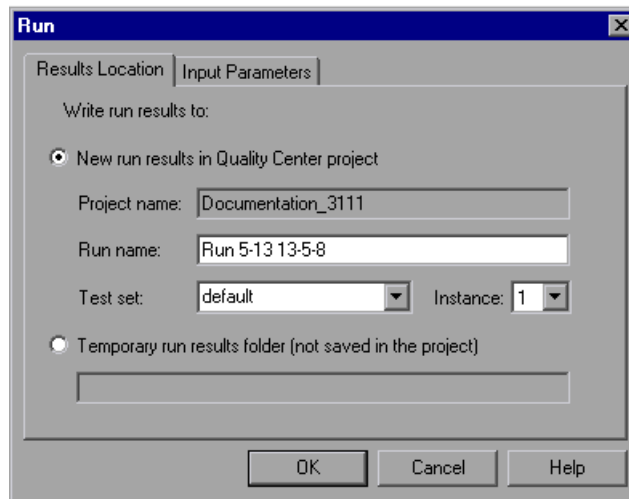 Run
Results Location Input Parameters
Write run results to:
New run results in Quality Center project
Project name: Documentation_3111
Run name: Run 5-13 13-5-8
Test set: default Instance: 1
Temporary run results folder (not saved in the project)
OK Cancel Help